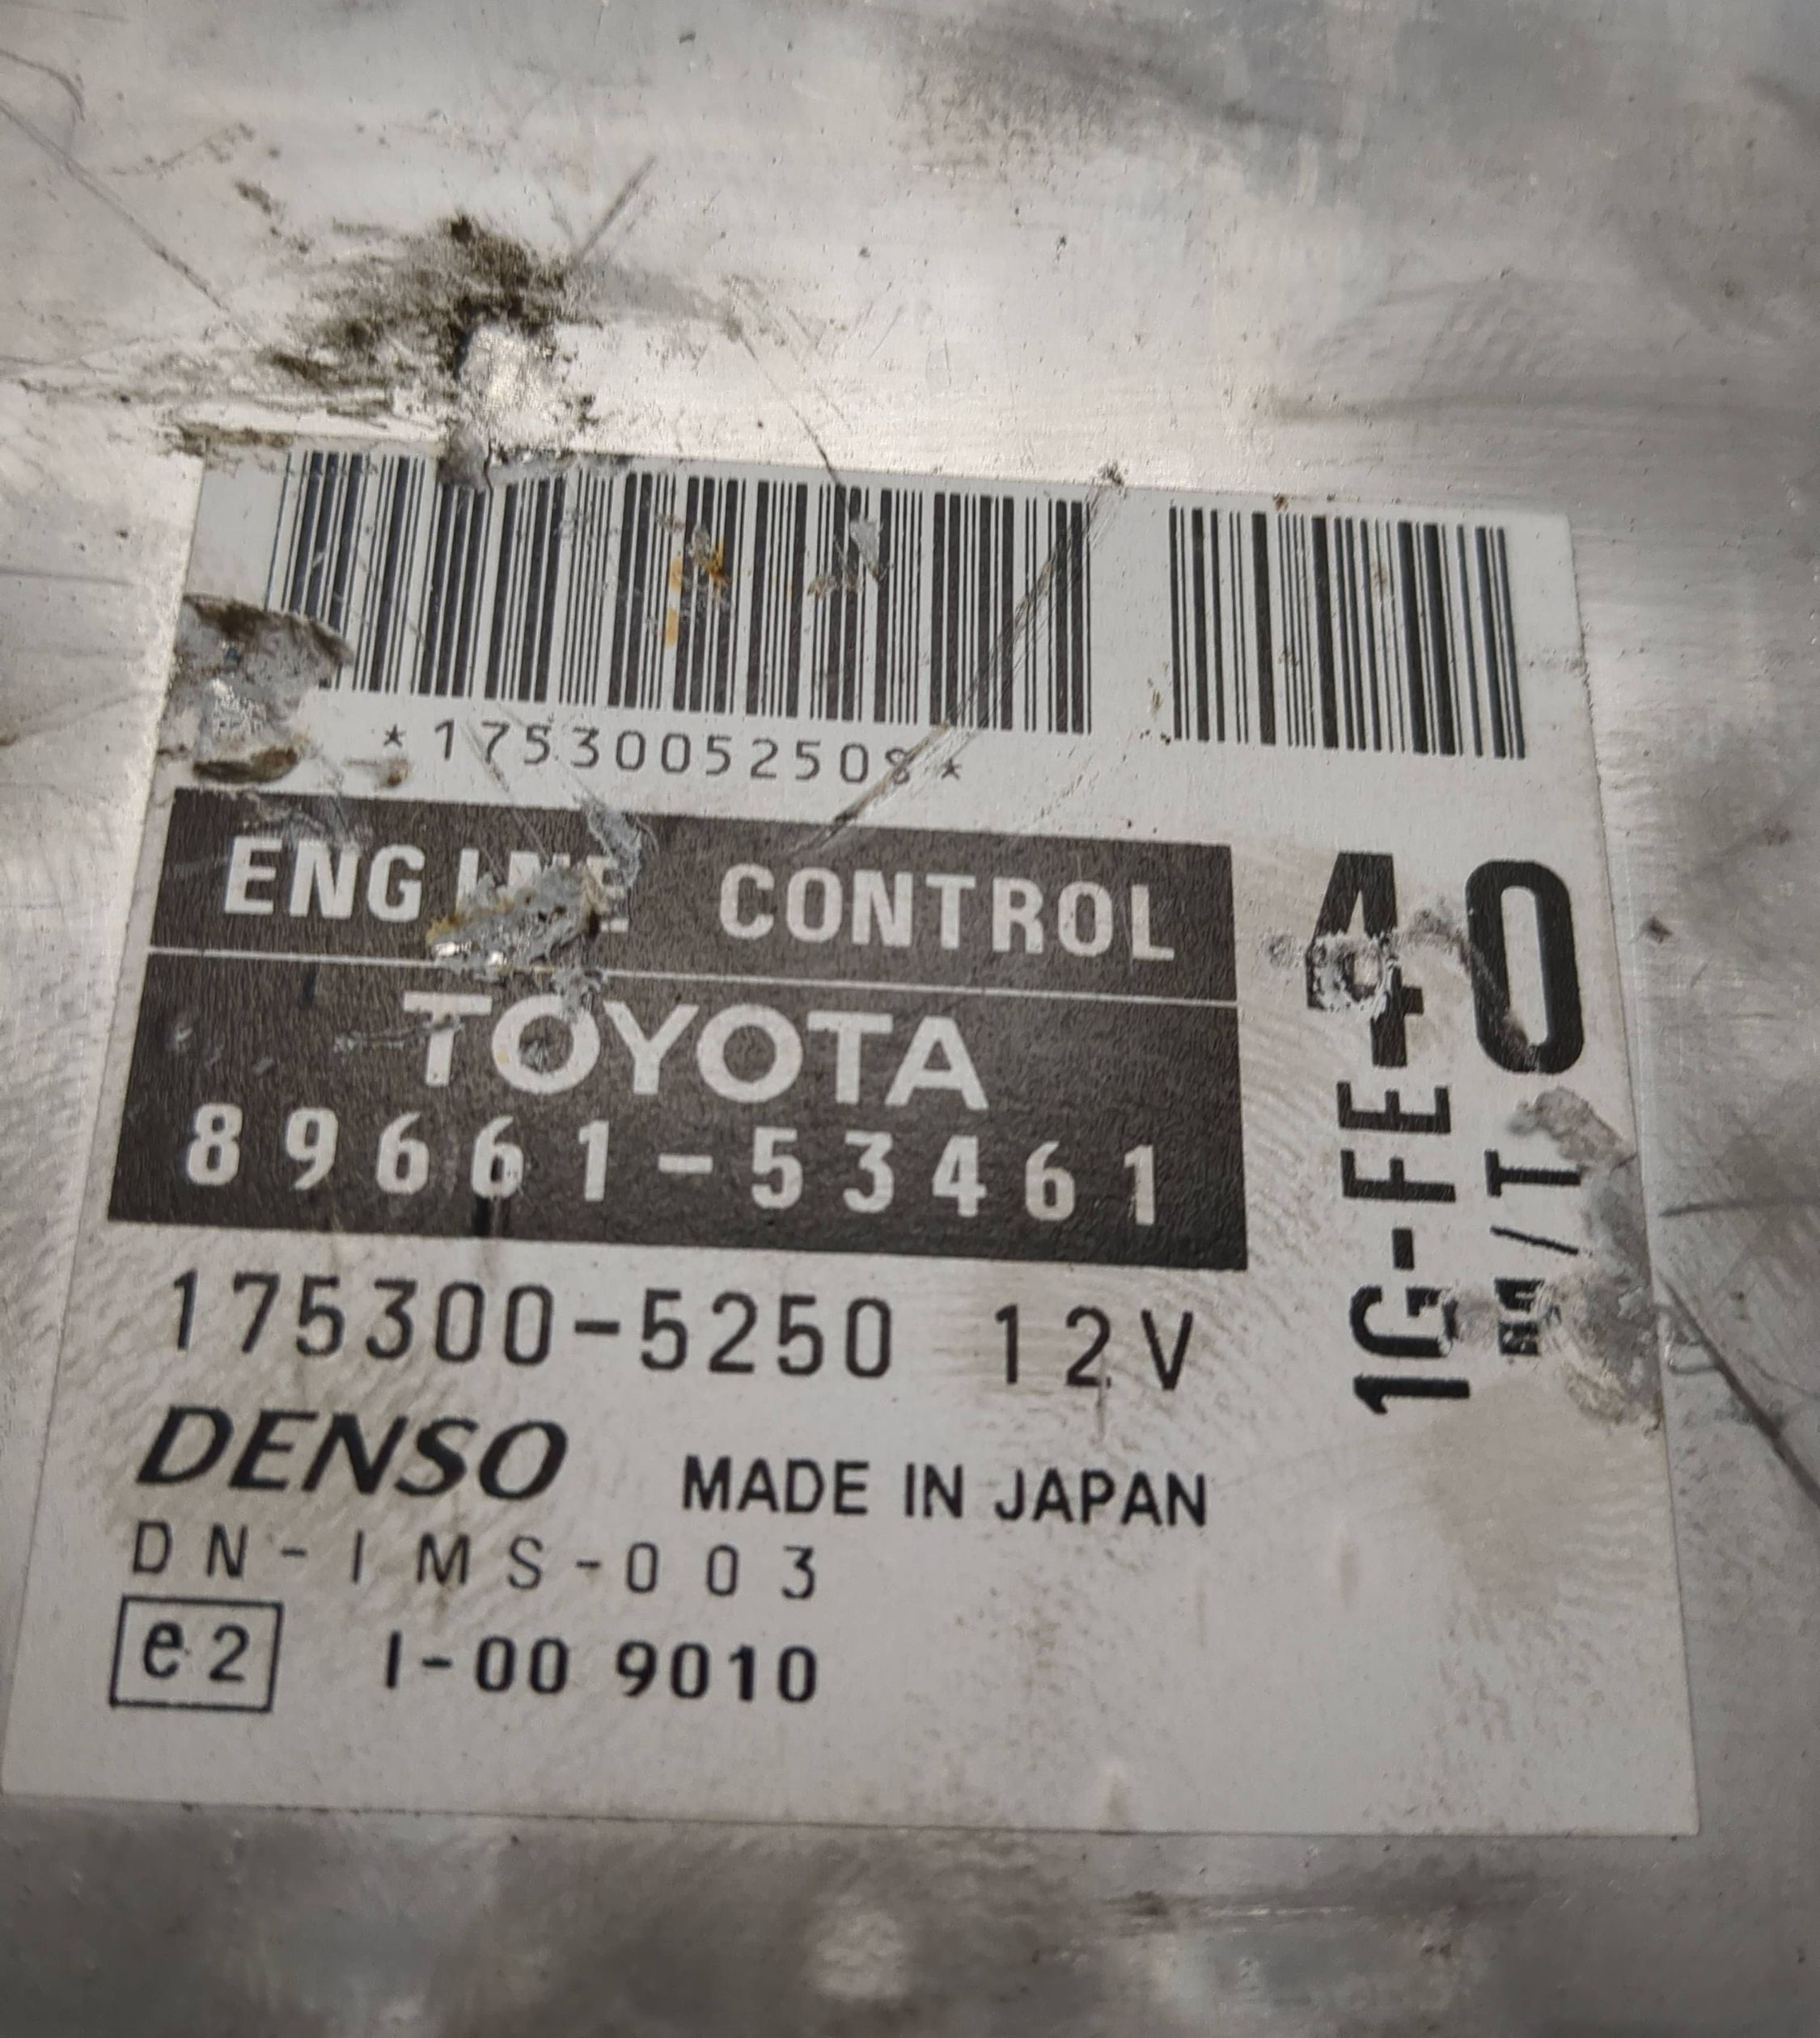 *1753005250S*
ENGINE CONTROL
TOYOTA
89661-53461
175300-5250 12V
DENSO MADE IN JAPAN
DN-IMS-003
e2 I-00 9010
40
1G-FE
M/T